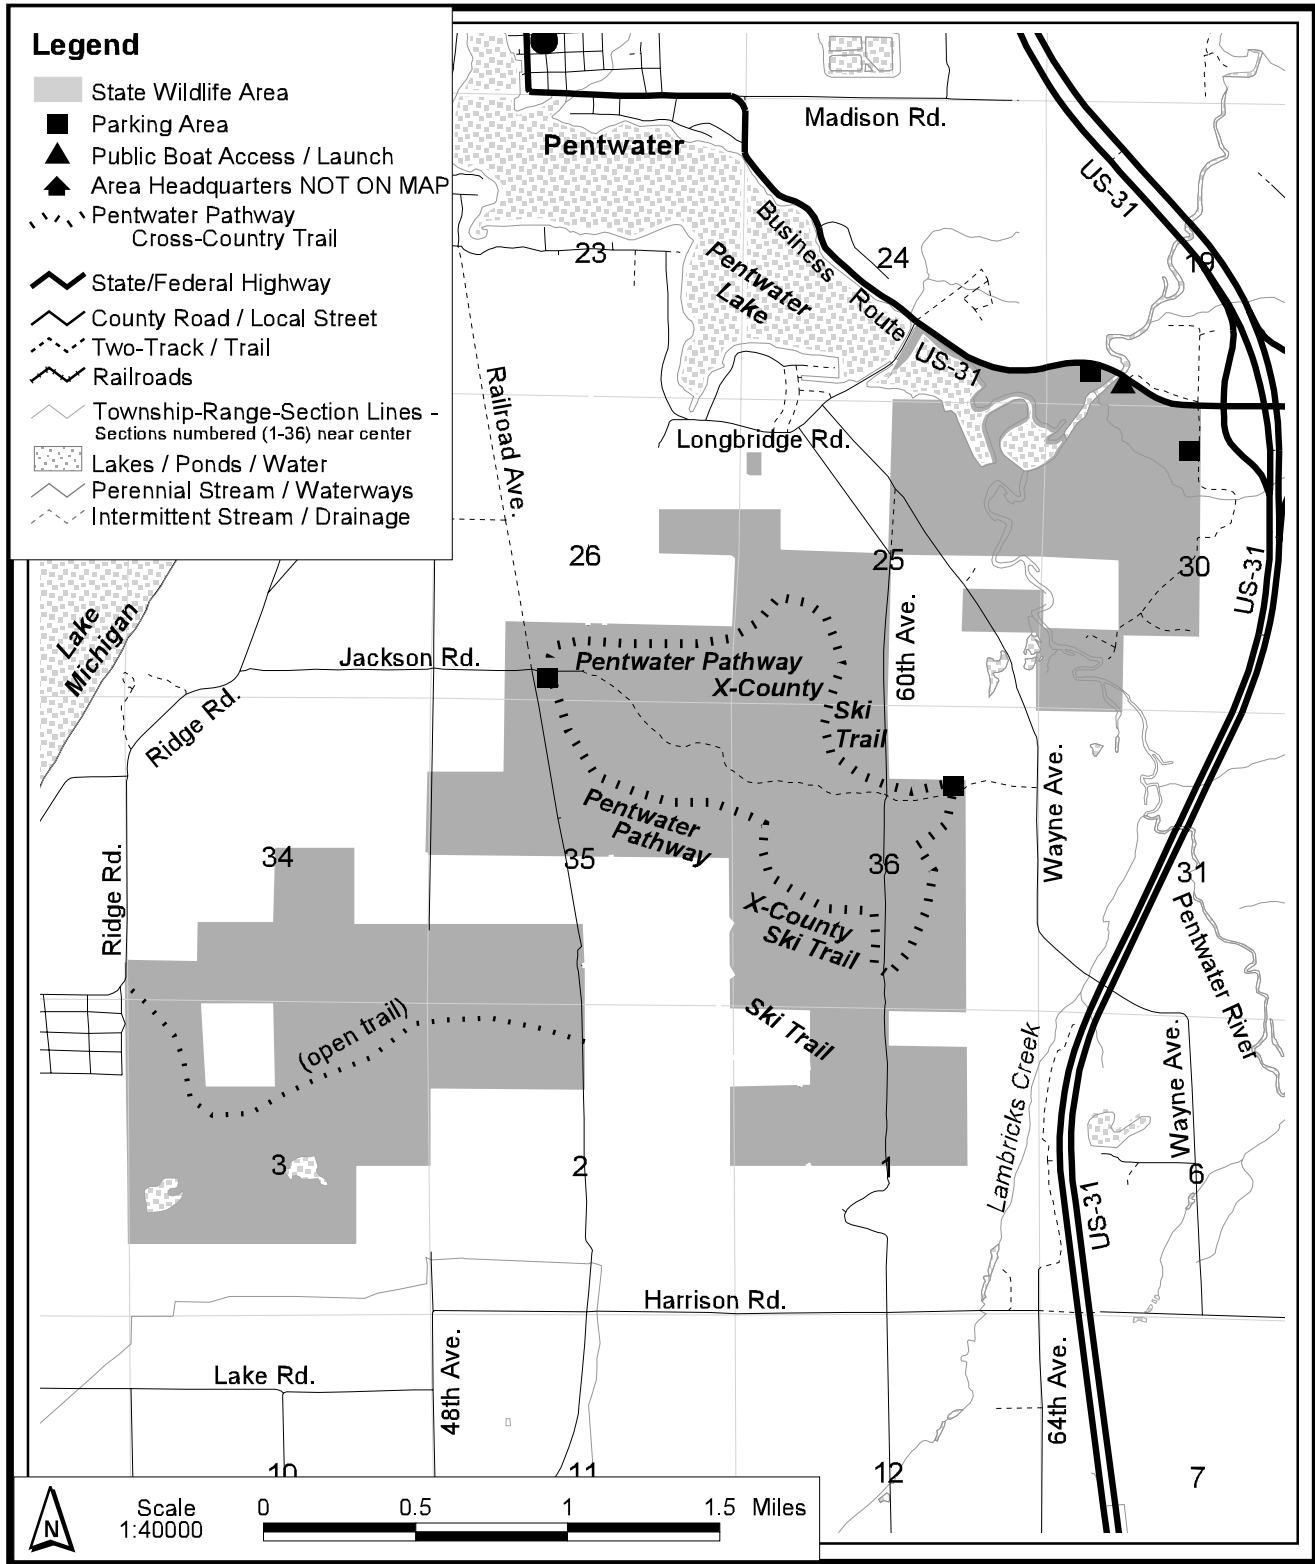 Legend
State Wildlife Area
Parking Area
Public Boat Access / Launch
Area Headquarters NOT ON MAP
Pentwater Pathway
Cross-Country Trail
State/Federal Highway
County Road / Local Street
Two-Track / Trail
Railroads
Township-Range-Section Lines -
Sections numbered (1-36) near center
Lakes / Ponds / Water
Perennial Stream / Waterways
Intermittent Stream / Drainage
Madison Rd.
Pentwater
US-31
Business Route US-31
Pentwater
Lake
23
24
19
Railroad Ave.
Longbridge Rd.
26
25
30
US-31
Lake
Michigan
60th Ave.
Jackson Rd.
Pentwater Pathway
X-County
Ski
Trail
Ridge Rd.
Wayne Ave.
Pentwater
Pathway
Ridge Rd.
34
35
36
31
X-County
Ski Trail
Pentwater River
(open trail)
Ski Trail
Lambricks Creek
Wayne Ave.
3
2
1
6
US-31
Harrison Rd.
Lake Rd.
48th Ave.
64th Ave.
10
11
12
7
N
Scale
1:40000
0 0.5 1 1.5 Miles